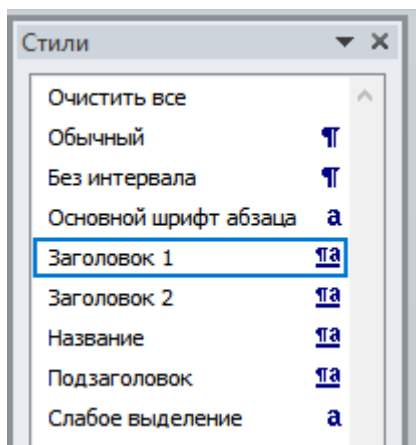 Стили
Очистить все
Обычный ¶
Без интервала ¶
Основной шрифт абзаца a
Заголовок 1 ¶a
Заголовок 2 ¶a
Название ¶a
Подзаголовок ¶a
Слабое выделение a